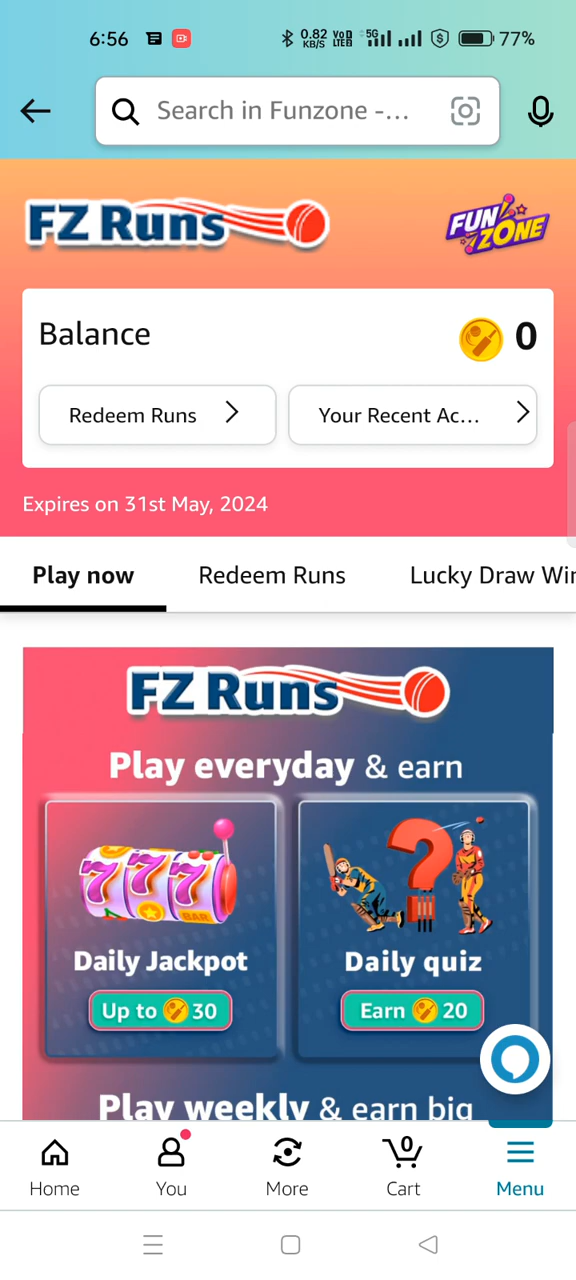 6:56
0.82 KB/S
VoD LTE
5G
77%
Search in Funzone -...
FZ Runs
FUN ZONE
Balance
0
Redeem Runs
Your Recent Ac...
Expires on 31st May, 2024
Play now
Redeem Runs
Lucky Draw Win
FZ Runs
Play everyday & earn
777
BAR
?
Daily Jackpot
Daily quiz
Up to 30
Earn 20
Play weekly & earn big
0
Home
You
More
Cart
Menu